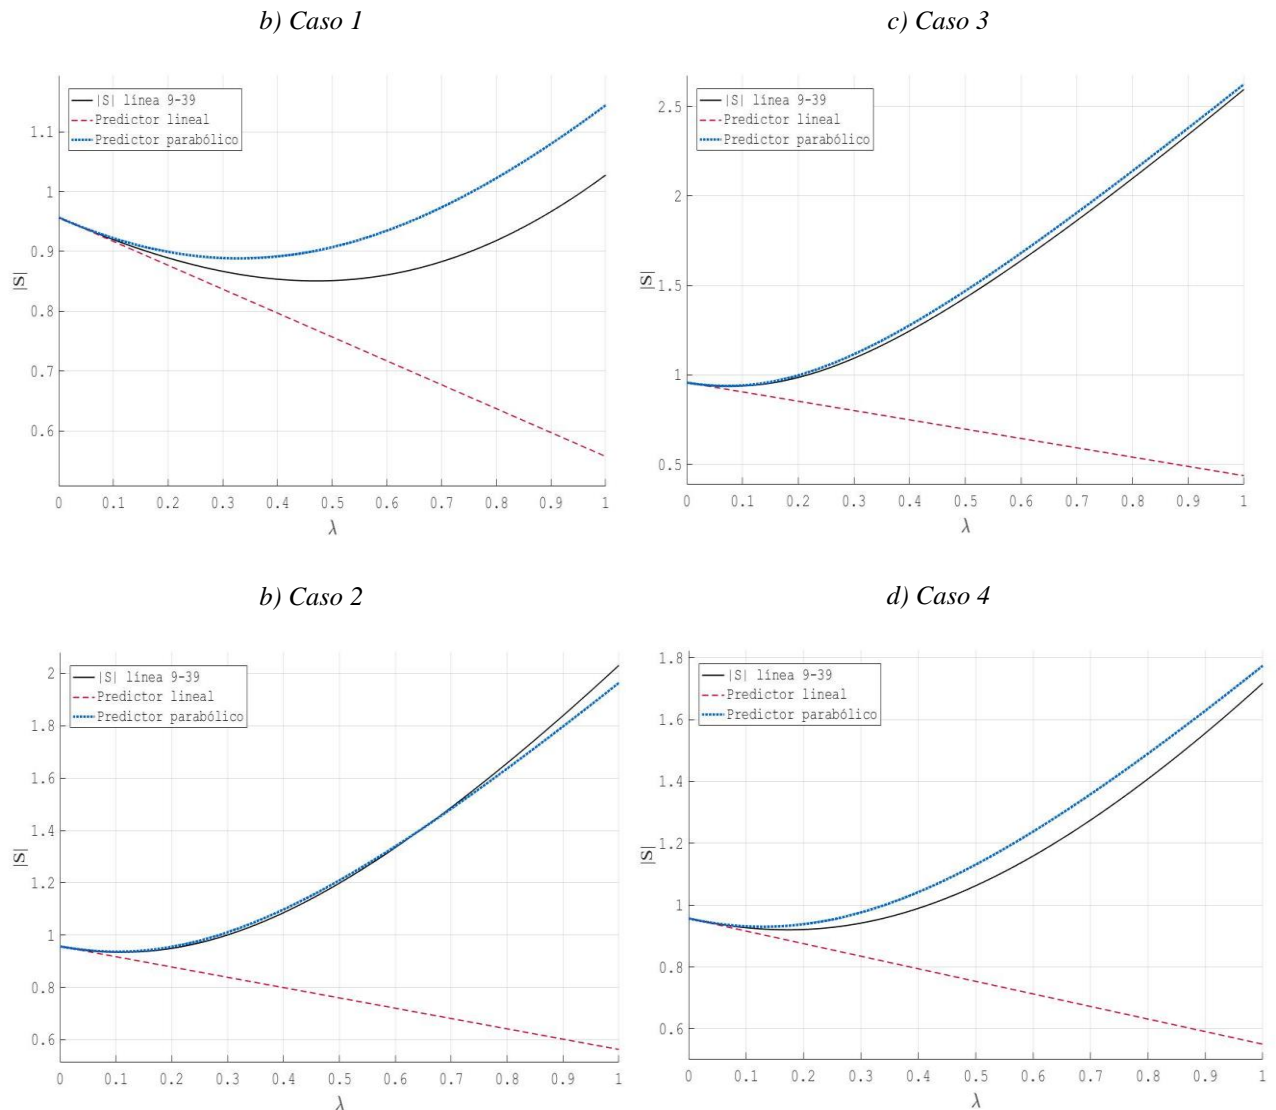 b) Caso 1
|S| línea 9-39
Predictor lineal
Predictor parabólico
1.1
1
0.9
0.8
0.7
0.6
|S|
0 0.1 0.2 0.3 0.4 0.5 0.6 0.7 0.8 0.9 1
λ
c) Caso 3
|S| línea 9-39
Predictor lineal
Predictor parabólico
2.5
2
1.5
1
0.5
|S|
0 0.1 0.2 0.3 0.4 0.5 0.6 0.7 0.8 0.9 1
λ
b) Caso 2
|S| línea 9-39
Predictor lineal
Predictor parabólico
2
1.8
1.6
1.4
1.2
1
0.8
0.6
|S|
0 0.1 0.2 0.3 0.4 0.5 0.6 0.7 0.8 0.9 1
λ
d) Caso 4
|S| línea 9-39
Predictor lineal
Predictor parabólico
1.8
1.6
1.4
1.2
1
0.8
0.6
|S|
0 0.1 0.2 0.3 0.4 0.5 0.6 0.7 0.8 0.9 1
λ